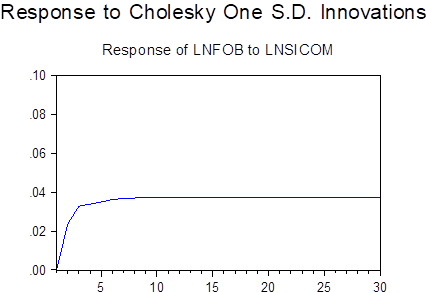 Response to Cholesky One S.D. Innovations
Response of LNFOB to LNSICOM
.10
.08
.06
.04
.02
.00
5 10 15 20 25 30